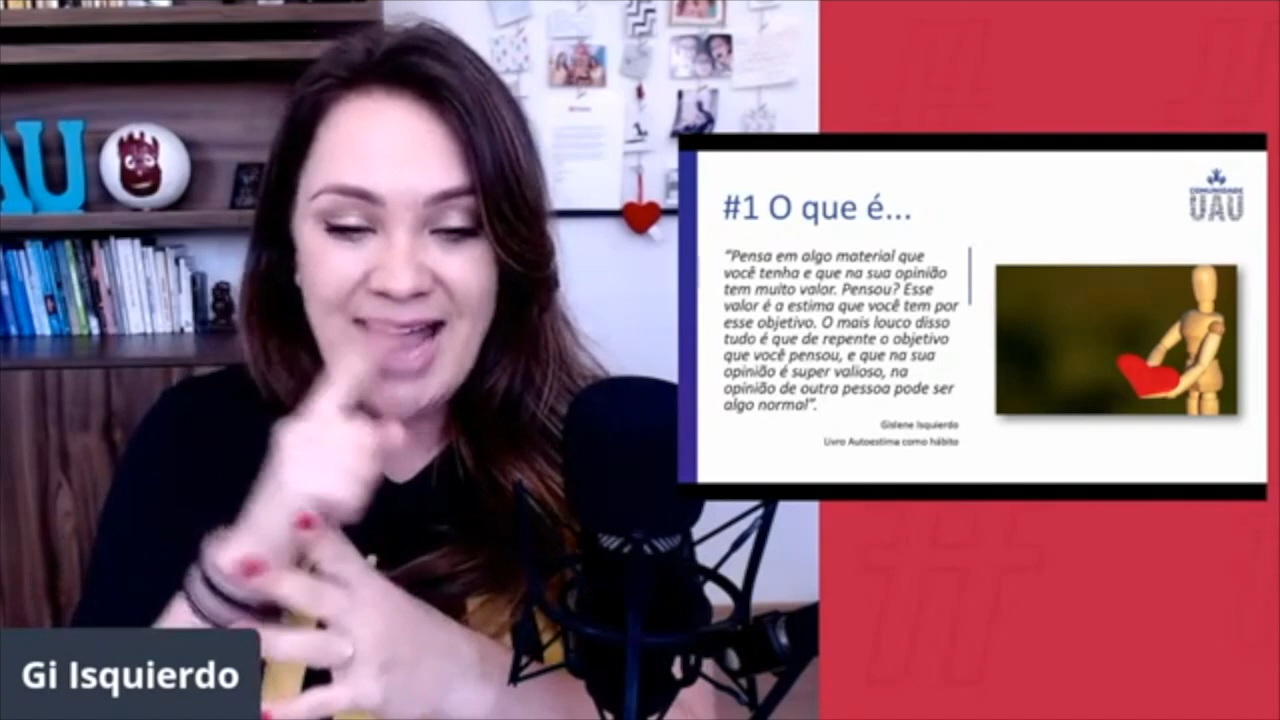 AU
Gi Isquierdo
#1 O que é...
COMUNIDADE
UAU
“Pensa em algo material que
você tenha e que na sua opinião
tem muito valor. Pensou? Esse
valor é a estima que você tem por
esse objetivo. O mais louco disso
tudo é que de repente o objetivo
que você pensou, e que na sua
opinião é super valioso, na
opinião de outra pessoa pode ser
algo normal”.
Gislene Isquierdo
Livro Autoestima como hábito